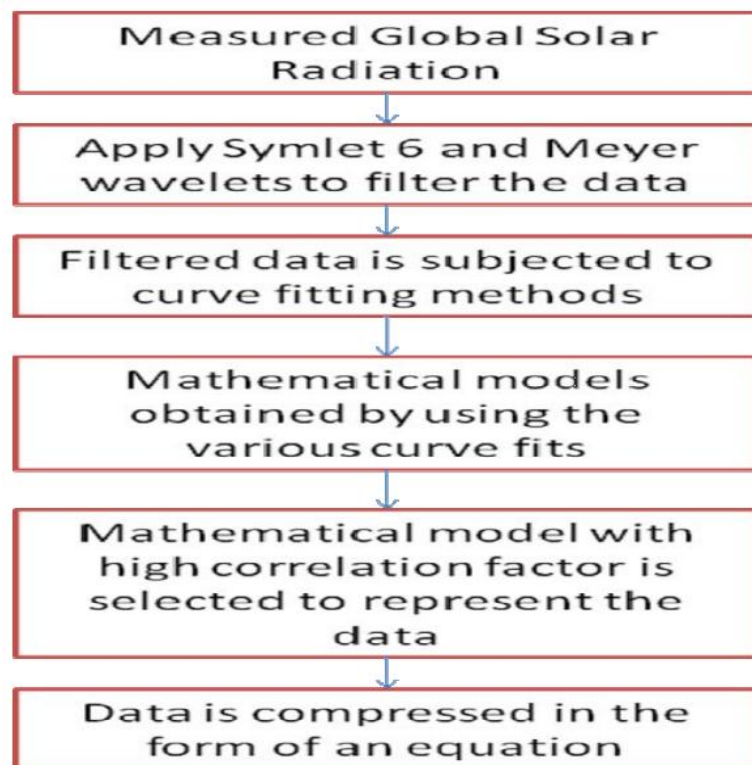 Measured Global Solar
Radiation
Apply Symlet 6 and Meyer
wavelets to filter the data
Filtered data is subjected to
curve fitting methods
Mathematical models
obtained by using the
various curve fits
Mathematical model with
high correlation factor is
selected to represent the
data
Data is compressed in the
form of an equation